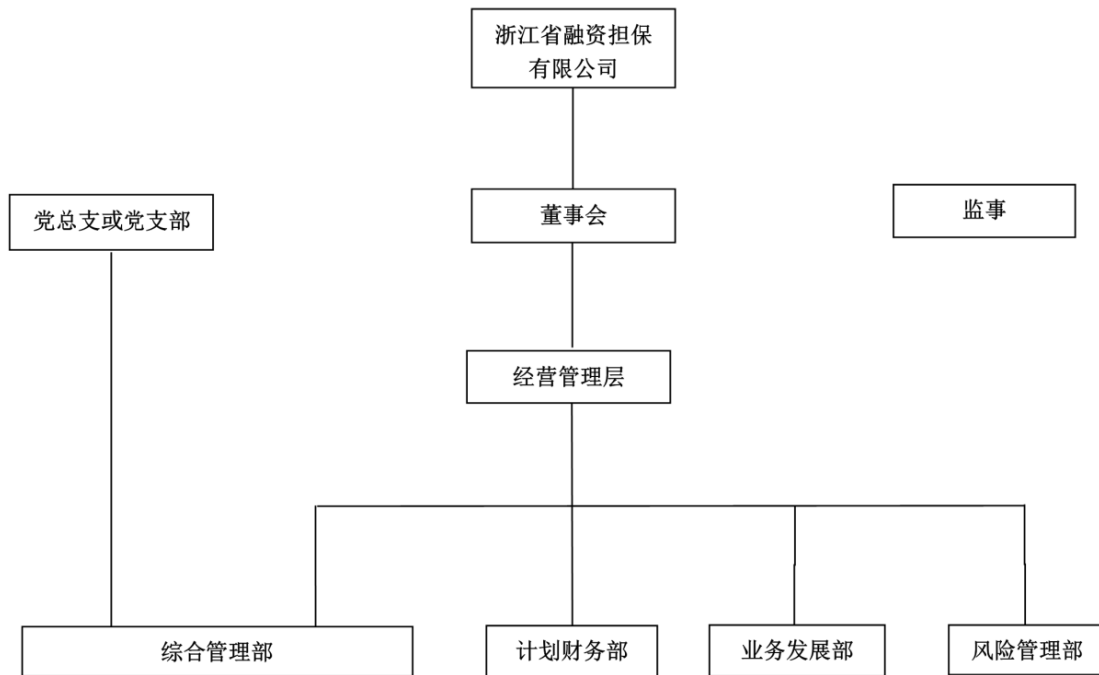 浙江省融资担保
有限公司
党总支或党支部
董事会
监事
经营管理层
综合管理部
计划财务部
业务发展部
风险管理部